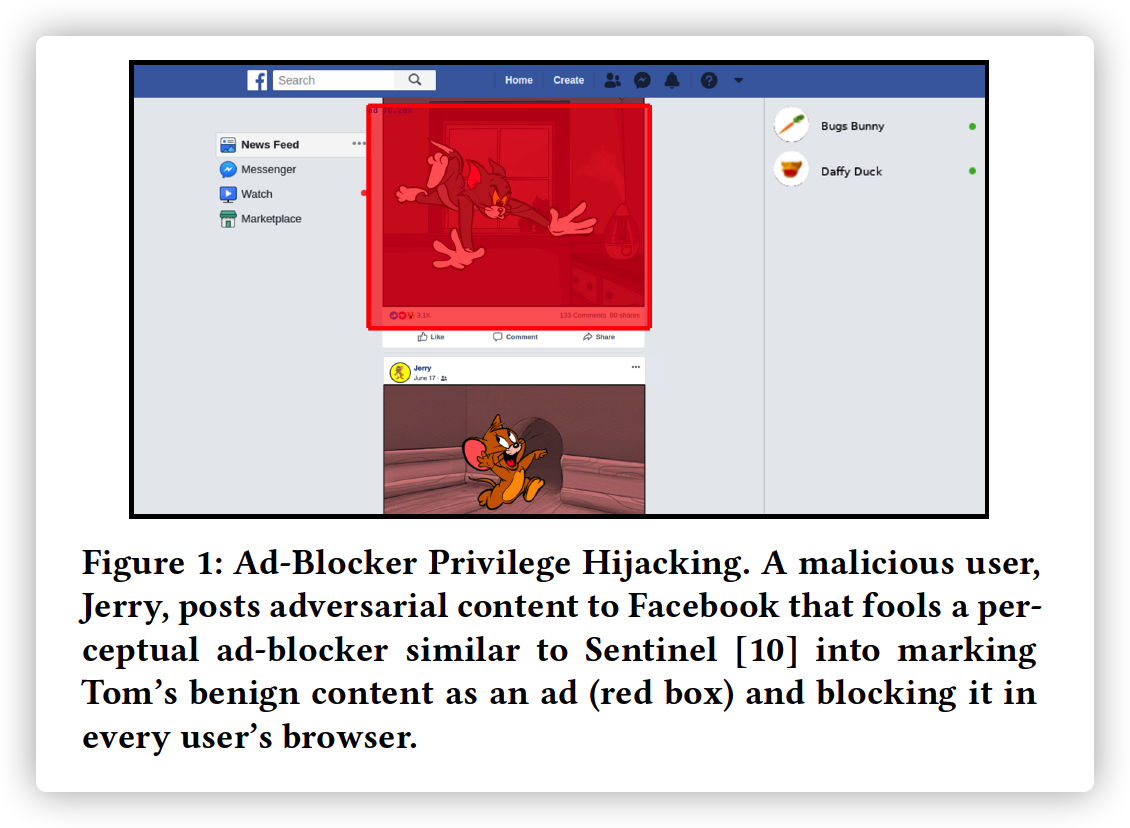 Search
Home
Create
News Feed
Messenger
Watch
Marketplace
3.1K
133 Comments 90 shares
Like
Comment
Share
Jerry
June 17 ·
Bugs Bunny
Daffy Duck
Figure 1: Ad-Blocker Privilege Hijacking. A malicious user,
Jerry, posts adversarial content to Facebook that fools a per-
ceptual ad-blocker similar to Sentinel [10] into marking
Tom’s benign content as an ad (red box) and blocking it in
every user’s browser.